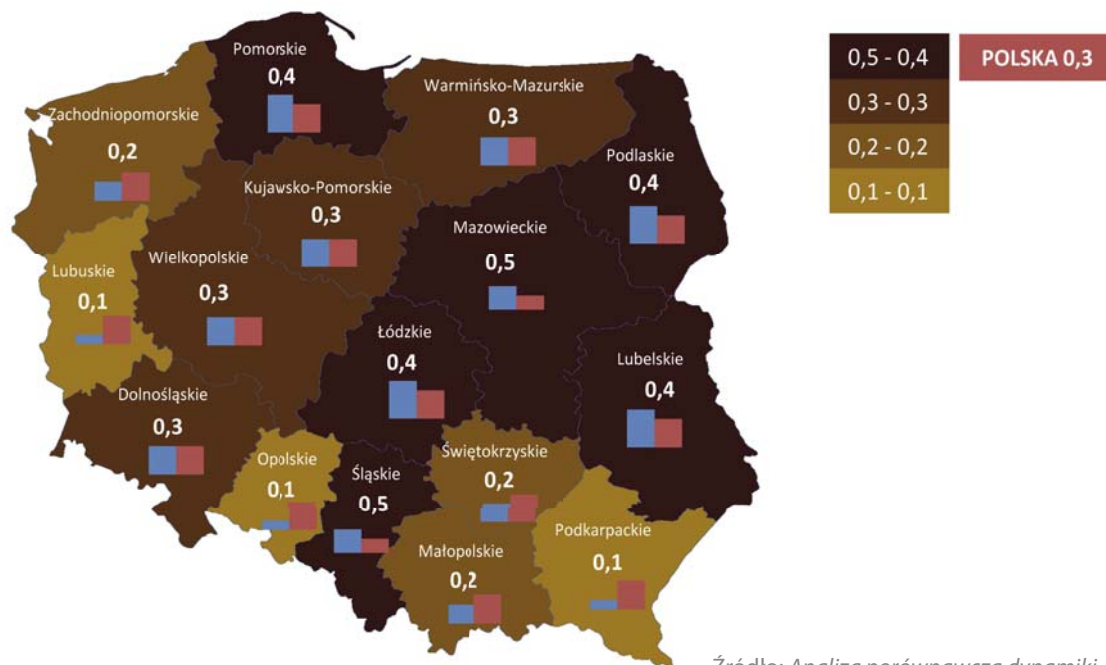 Pomorskie
0,4
Warmińsko-Mazurskie
0,3
Zachodniopomorskie
0,2
Podlaskie
0,4
Kujawsko-Pomorskie
0,3
Mazowieckie
0,5
Lubuskie
0,1
Wielkopolskie
0,3
Łódzkie
0,4
Lubelskie
0,4
Dolnośląskie
0,3
Opolskie
0,1
Śląskie
0,5
Świętokrzyskie
0,2
Podkarpackie
0,1
Małopolskie
0,2
0,5 - 0,4
POLSKA 0,3
0,3 - 0,3
0,2 - 0,2
0,1 - 0,1
Źródło: Analiza porównawcza dynamiki